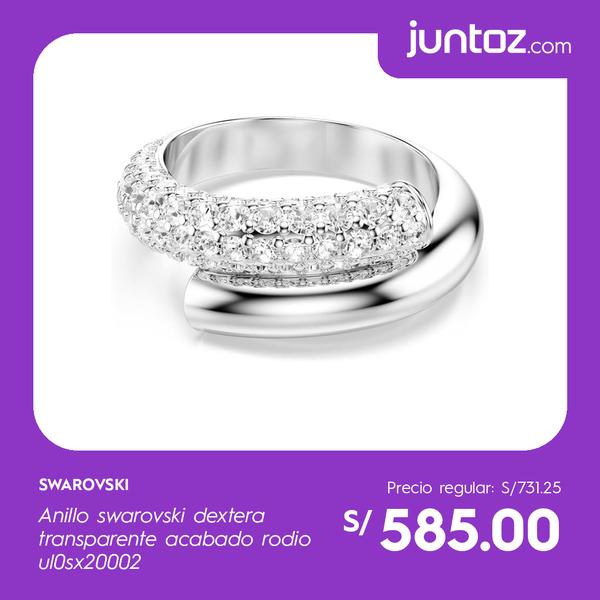 juntoz.com
SWAROVSKI
Anillo swarovski dextera
transparente acabado rodio
ul0sx20002
Precio regular: S/731.25
S/ 585.00